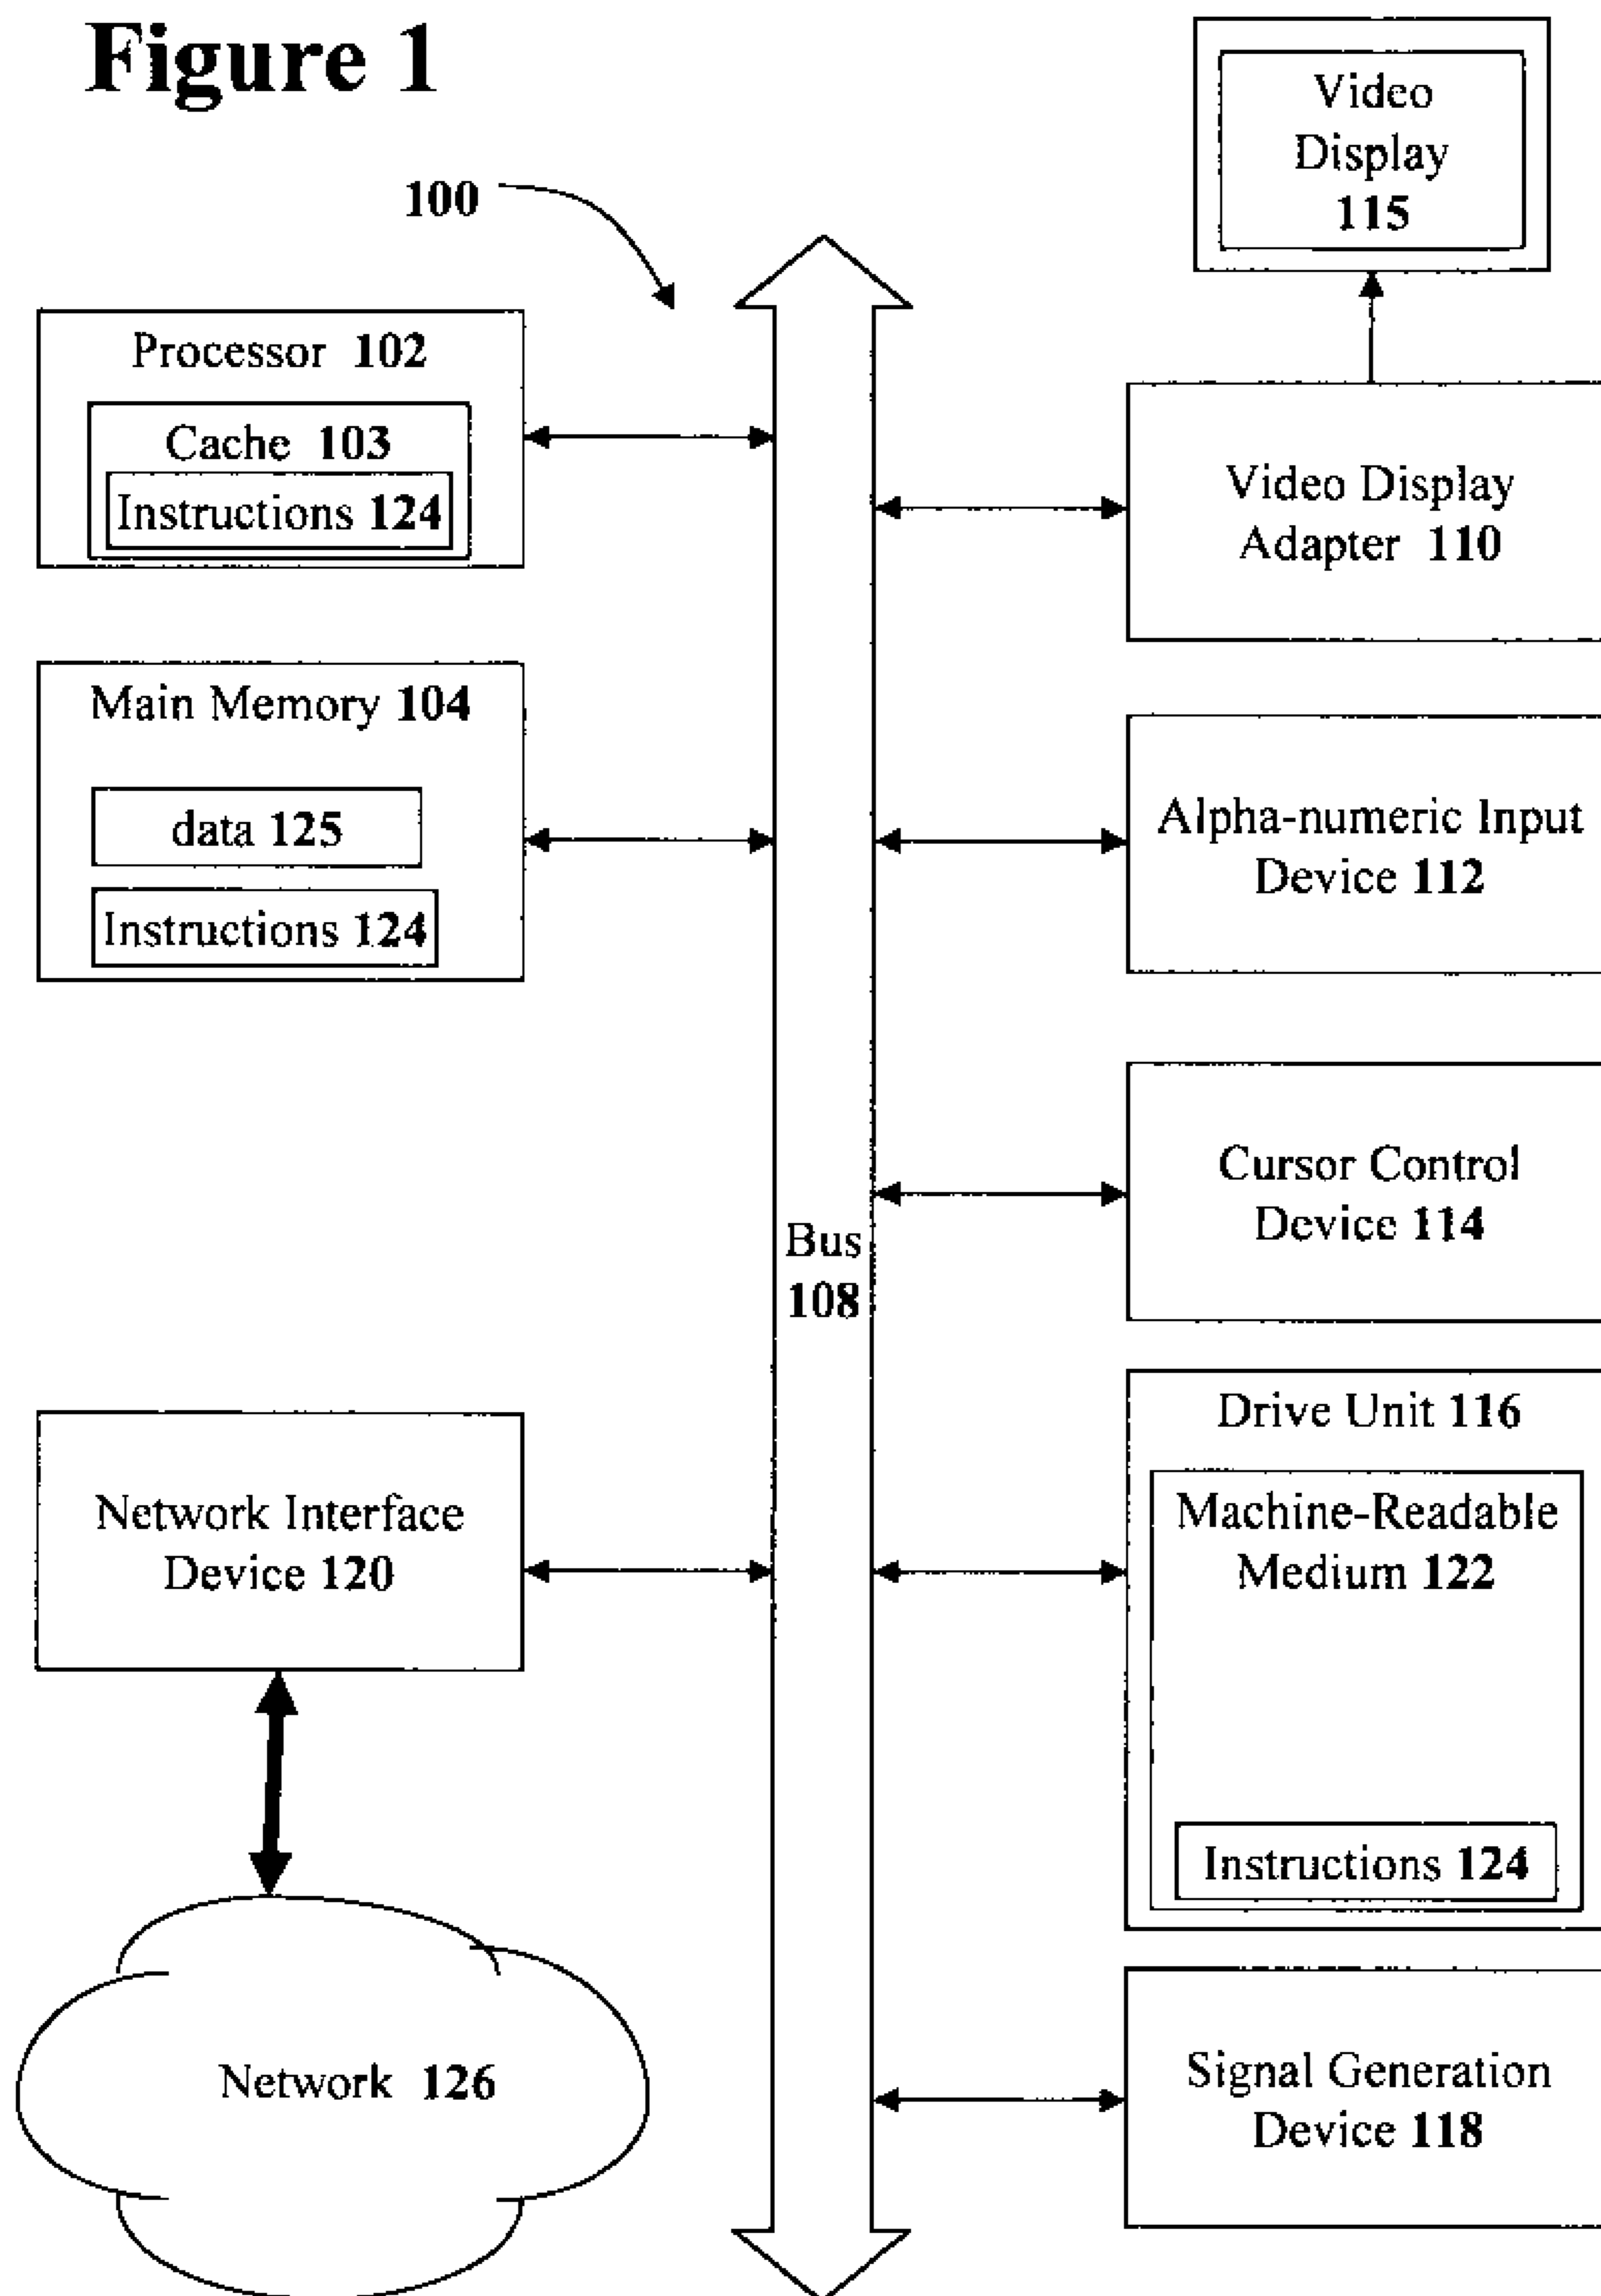 Figure 1
100
Video
Display
115
Processor 102
Cache 103
Instructions 124
Video Display
Adapter 110
Main Memory 104
data 125
Instructions 124
Alpha-numeric Input
Device 112
Cursor Control
Device 114
Bus
108
Network Interface
Device 120
Drive Unit 116
Machine-Readable
Medium 122
Instructions 124
Network 126
Signal Generation
Device 118